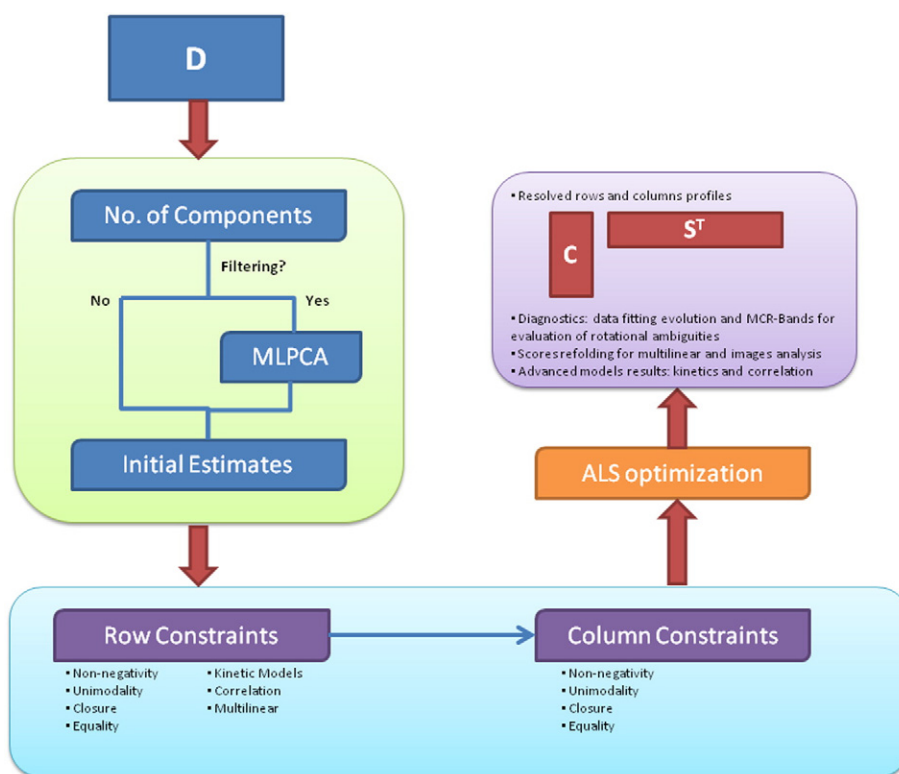 D
No. of Components
Filtering?
No
Yes
MLPCA
Initial Estimates
▪ Resolved rows and columns profiles
C
Sᵀ
▪ Diagnostics: data fitting evolution and MCR-Bands for
evaluation of rotational ambiguities
▪ Scores refolding for multilinear and images analysis
▪ Advanced models results: kinetics and correlation
ALS optimization
Row Constraints
▪ Non-negativity
▪ Unimodality
▪ Closure
▪ Equality
▪ Kinetic Models
▪ Correlation
▪ Multilinear
Column Constraints
▪ Non-negativity
▪ Unimodality
▪ Closure
▪ Equality